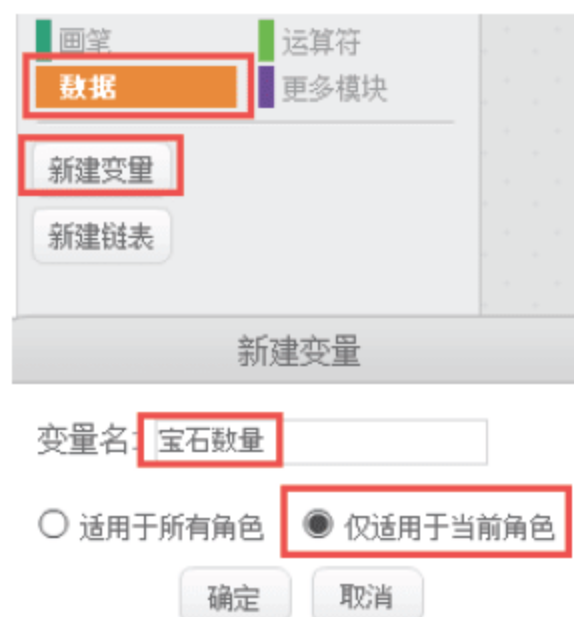 画笔 运算符
数据 更多模块
新建变量
新建链表
新建变量
变量名: 宝石数量
适用于所有角色 仅适用于当前角色
确定 取消